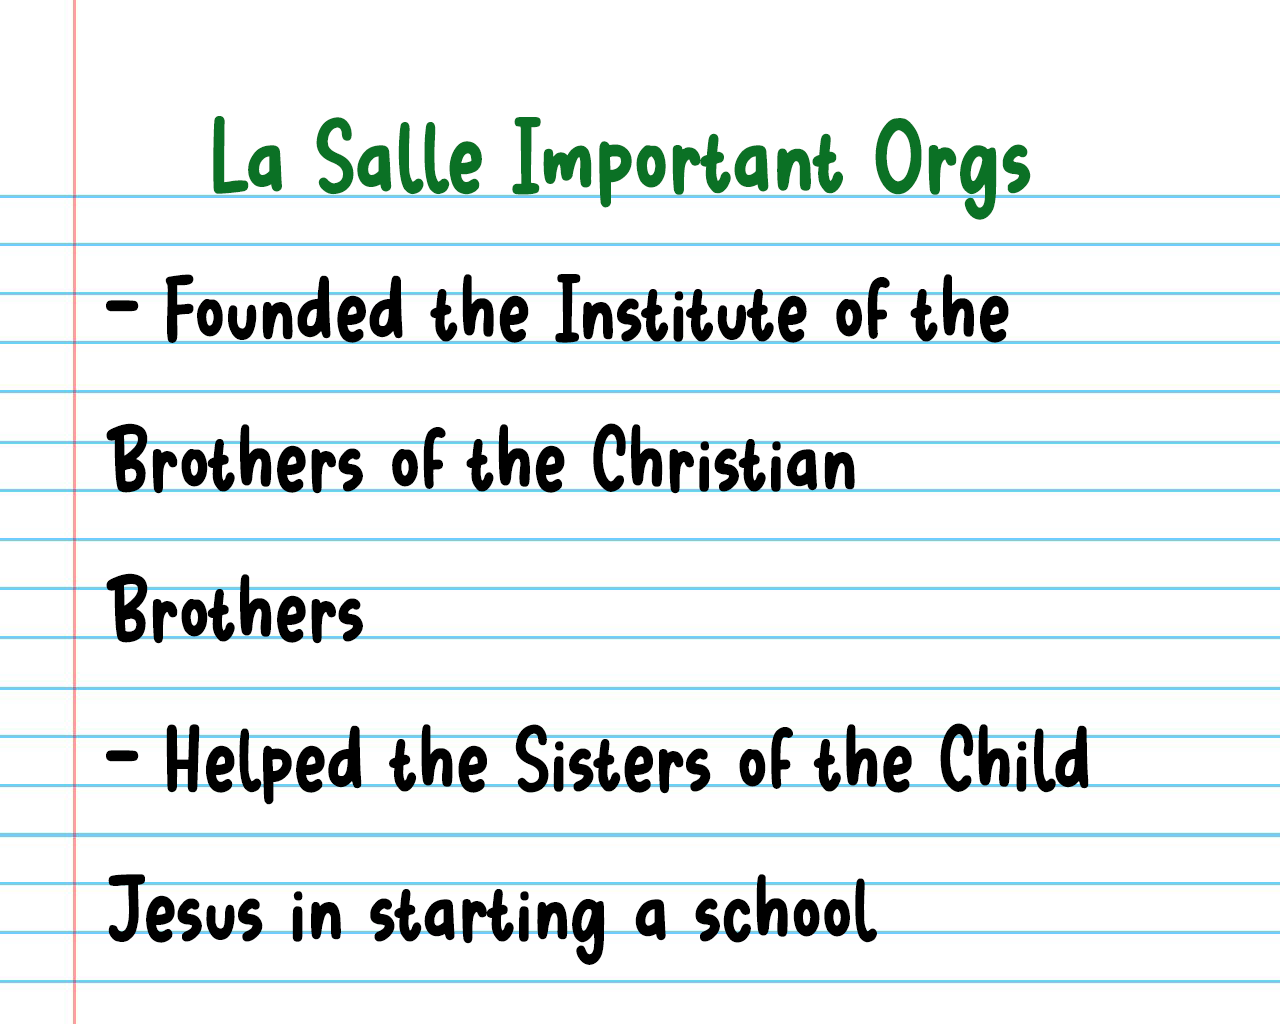 La Salle Important Orgs
- Founded the Institute of the
Brothers of the Christian
Brothers
- Helped the Sisters of the Child
Jesus in starting a school